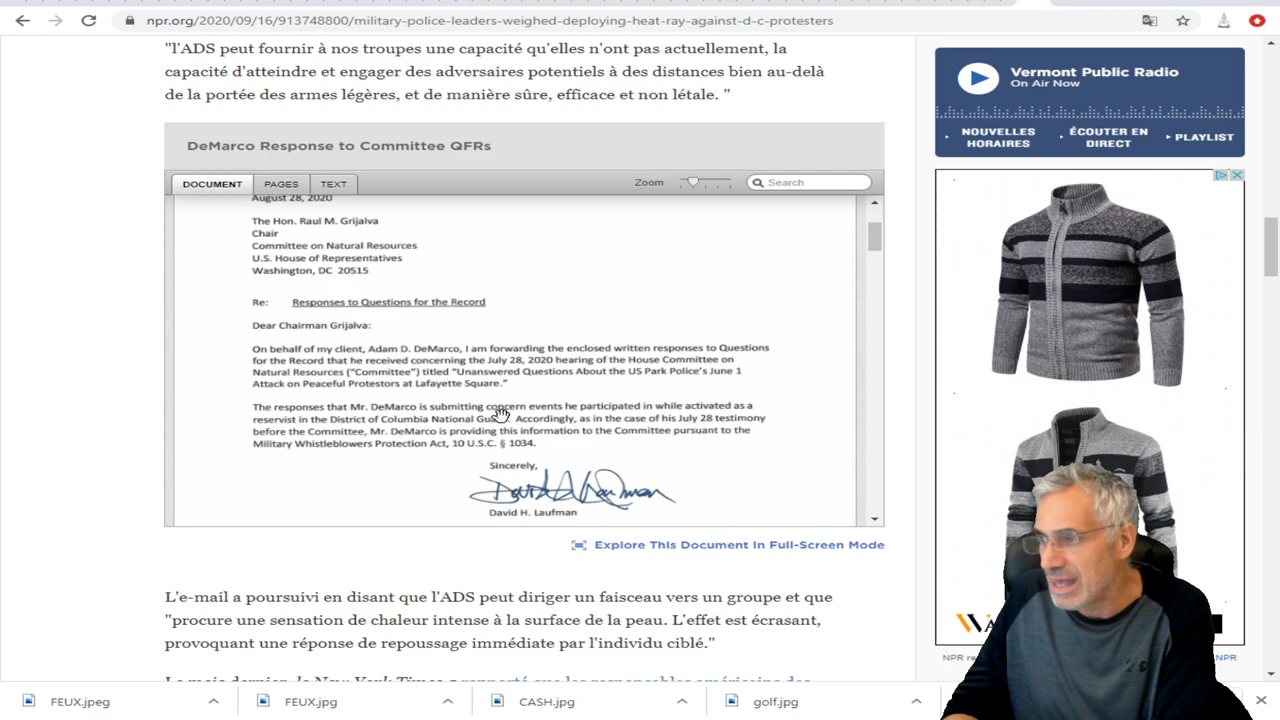 npr.org/2020/09/16/913748800/military-police-leaders-weighed-deploying-heat-ray-against-d-c-protesters
"l'ADS peut fournir à nos troupes une capacité qu'elles n'ont pas actuellement, la
capacité d'atteindre et engager des adversaires potentiels à des distances bien au-delà
de la portée des armes légères, et de manière sûre, efficace et non létale. "
DeMarco Response to Committee QFRs
DOCUMENT PAGES TEXT Zoom Search
August 28, 2020
The Hon. Raul M. Grijalva
Chair
Committee on Natural Resources
U.S. House of Representatives
Washington, DC 20515
Re: Responses to Questions for the Record
Dear Chairman Grijalva:
On behalf of my client, Adam D. DeMarco, I am forwarding the enclosed written responses to Questions
for the Record that he received concerning the July 28, 2020 hearing of the House Committee on
Natural Resources ("Committee") titled "Unanswered Questions About the US Park Police's June 1
Attack on Peaceful Protestors at Lafayette Square."
The responses that Mr. DeMarco is submitting concern events he participated in while activated as a
reservist in the District of Columbia National Accordingly, as in the case of his July 28 testimony
before the Committee, Mr. DeMarco is providing this information to the Committee pursuant to the
Military Whistleblowers Protection Act, 10 U.S.C. § 1034.
Sincerely,
David H. Laufman
Explore This Document In Full-Screen Mode
L'e-mail a poursuivi en disant que l'ADS peut diriger un faisceau vers un groupe et que
"procure une sensation de chaleur intense à la surface de la peau. L'effet est écrasant,
provoquant une réponse de repoussage immédiate par l'individu ciblé."
Vermont Public Radio
On Air Now
NOUVELLES HORAIRES
ÉCOUTER EN DIRECT
PLAYLIST
NPR
FEUX.jpeg
FEUX.jpg
CASH.jpg
golf.jpg